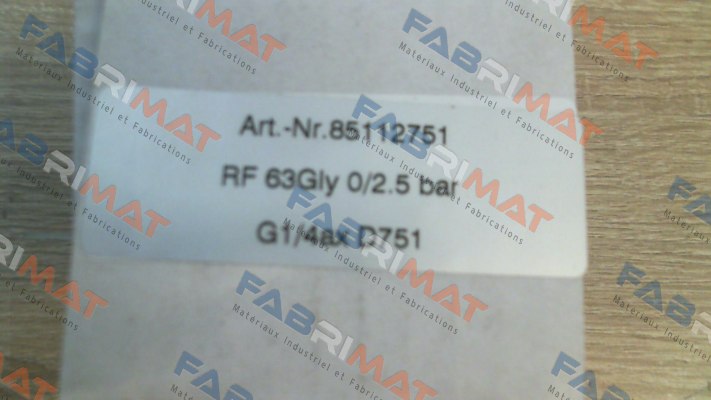 Art.-Nr.85112751
RF 63Gly 0/2.5 bar
G1/4ax D751
FABRIMAT
Materiaux Industriel et Fabrications